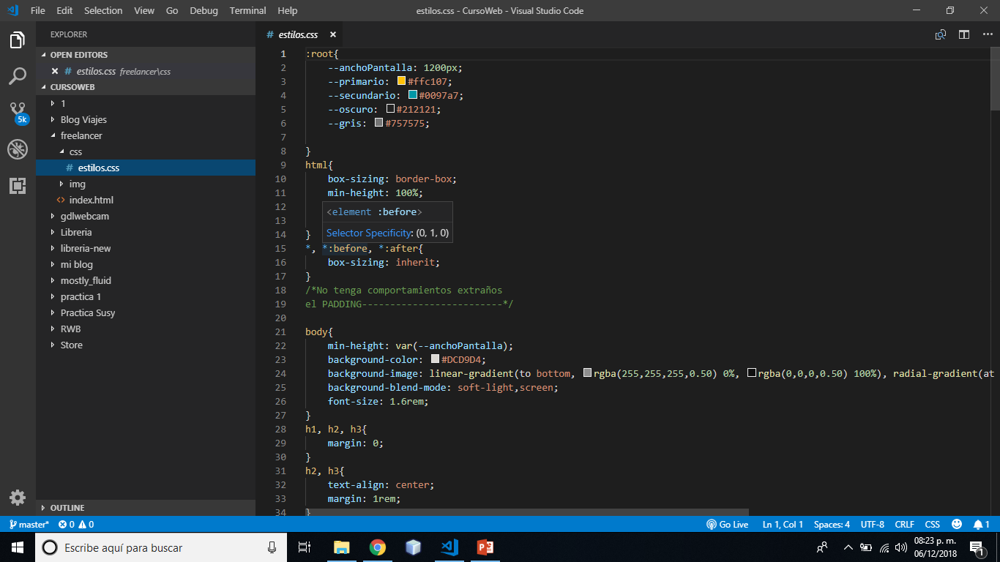 File Edit Selection View Go Debug Terminal Help
estilos.css - CursoWeb - Visual Studio Code
EXPLORER
OPEN EDITORS
# estilos.css freelancer\css
CURSOWEB
1
Blog Viajes
freelancer
css
# estilos.css
img
<> index.html
gdlwebcam
Libreria
libreria-new
mi blog
mostly_fluid
practica 1
Practica Susy
RWB
Store
OUTLINE
5k
# estilos.css
1 :root{
2 --anchoPantalla: 1200px;
3 --primario: #ffc107;
4 --secundario: #0097a7;
5 --oscuro: #212121;
6 --gris: #757575;
7
8 }
9 html{
10 box-sizing: border-box;
11 min-height: 100%;
12 <element :before>
13 Selector Specificity: (0, 1, 0)
14 }
15 *, *:before, *:after{
16 box-sizing: inherit;
17 }
18 /*No tenga comportamientos extraños
19 el PADDING-------------------------*/
20
21 body{
22 min-height: var(--anchoPantalla);
23 background-color: #DCD9D4;
24 background-image: linear-gradient(to bottom, rgba(255,255,255,0.50) 0%, rgba(0,0,0,0.50) 100%), radial-gradient(at
25 background-blend-mode: soft-light,screen;
26 font-size: 1.6rem;
27 }
28 h1, h2, h3{
29 margin: 0;
30 }
31 h2, h3{
32 text-align: center;
33 margin: 1rem;
34 }
master* 0 0 Go Live Ln 1, Col 1 Spaces: 4 UTF-8 CRLF CSS 1
Escribe aquí para buscar
08:23 p. m.
06/12/2018
1